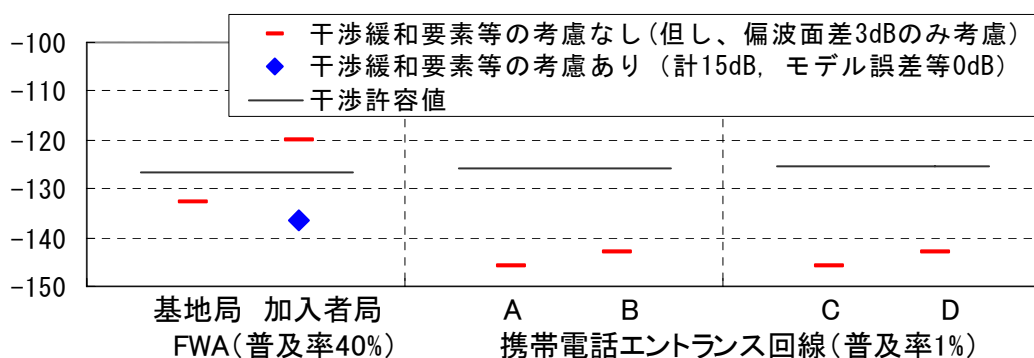 -100
-110
-120
-130
-140
-150
干渉緩和要素等の考慮なし(但し、偏波面差3dBのみ考慮)
干渉緩和要素等の考慮あり (計15dB, モデル誤差等0dB)
干渉許容値
基地局 加入者局 A B C D
FWA(普及率40%) 携帯電話エントランス回線(普及率1%)